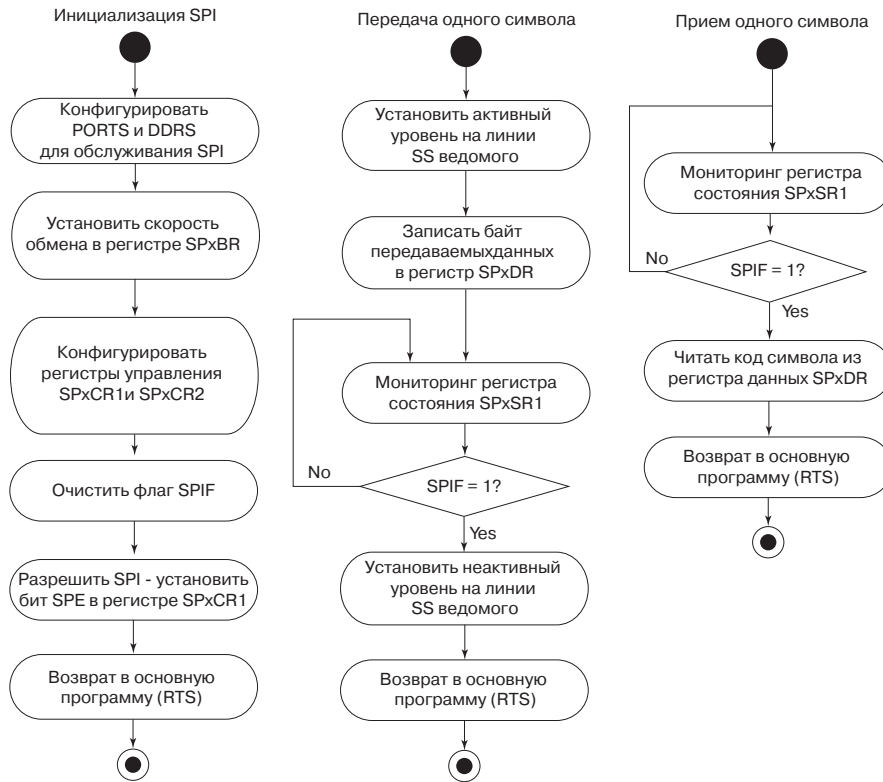 Инициализация SPI
Конфигурировать
PORTS и DDRS
для обслуживания SPI
Установить скорость
обмена в регистре SPxBR
Конфигурировать
регистры управления
SPxCR1и SPxCR2
Очистить флаг SPIF
Разрешить SPI - установить
бит SPE в регистре SPxCR1
Возврат в основную
программу (RTS)
Передача одного символа
Установить активный
уровень на линии
SS ведомого
Записать байт
передаваемыхданных
в регистр SPxDR
Мониторинг регистра
состояния SPxSR1
No
SPIF = 1?
Yes
Установить неактивный
уровень на линии
SS ведомого
Возврат в основную
программу (RTS)
Прием одного символа
Мониторинг регистра
состояния SPxSR1
No
SPIF = 1?
Yes
Читать код символа из
регистра данных SPxDR
Возврат в основную
программу (RTS)